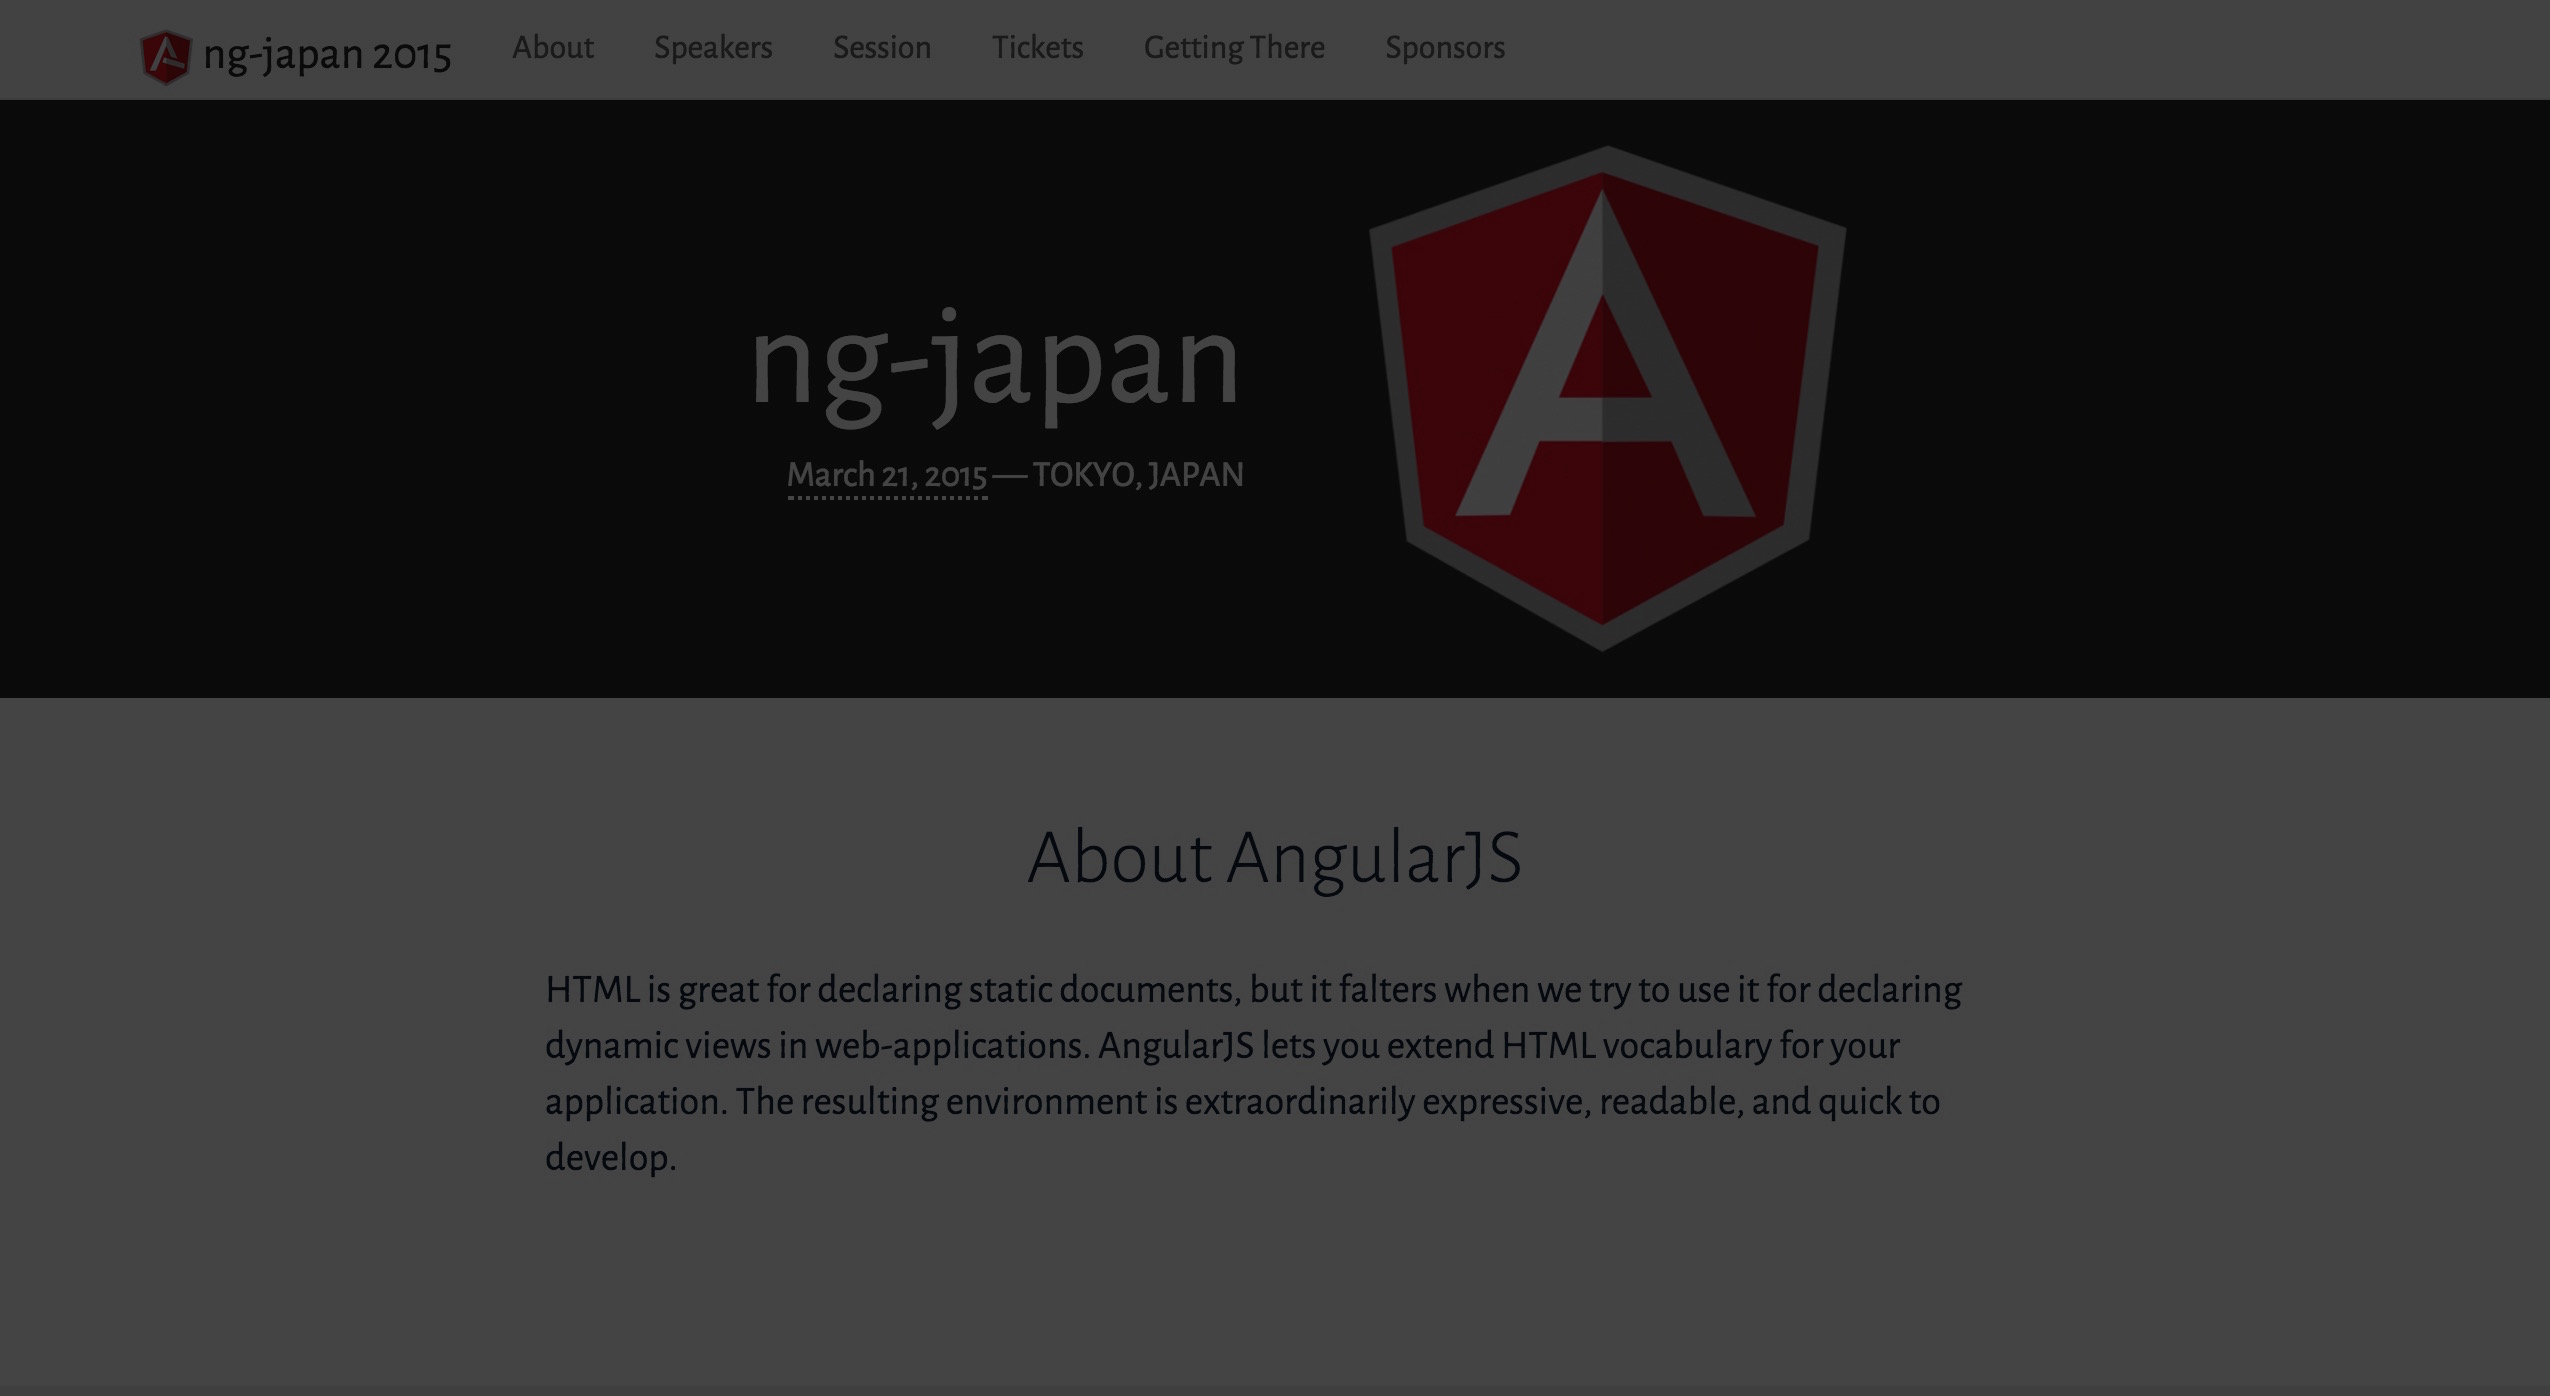 ng-japan 2015
About
Speakers
Session
Tickets
Getting There
Sponsors
ng-japan
March 21, 2015 — TOKYO, JAPAN
About AngularJS
HTML is great for declaring static documents, but it falters when we try to use it for declaring
dynamic views in web-applications. AngularJS lets you extend HTML vocabulary for your
application. The resulting environment is extraordinarily expressive, readable, and quick to
develop.